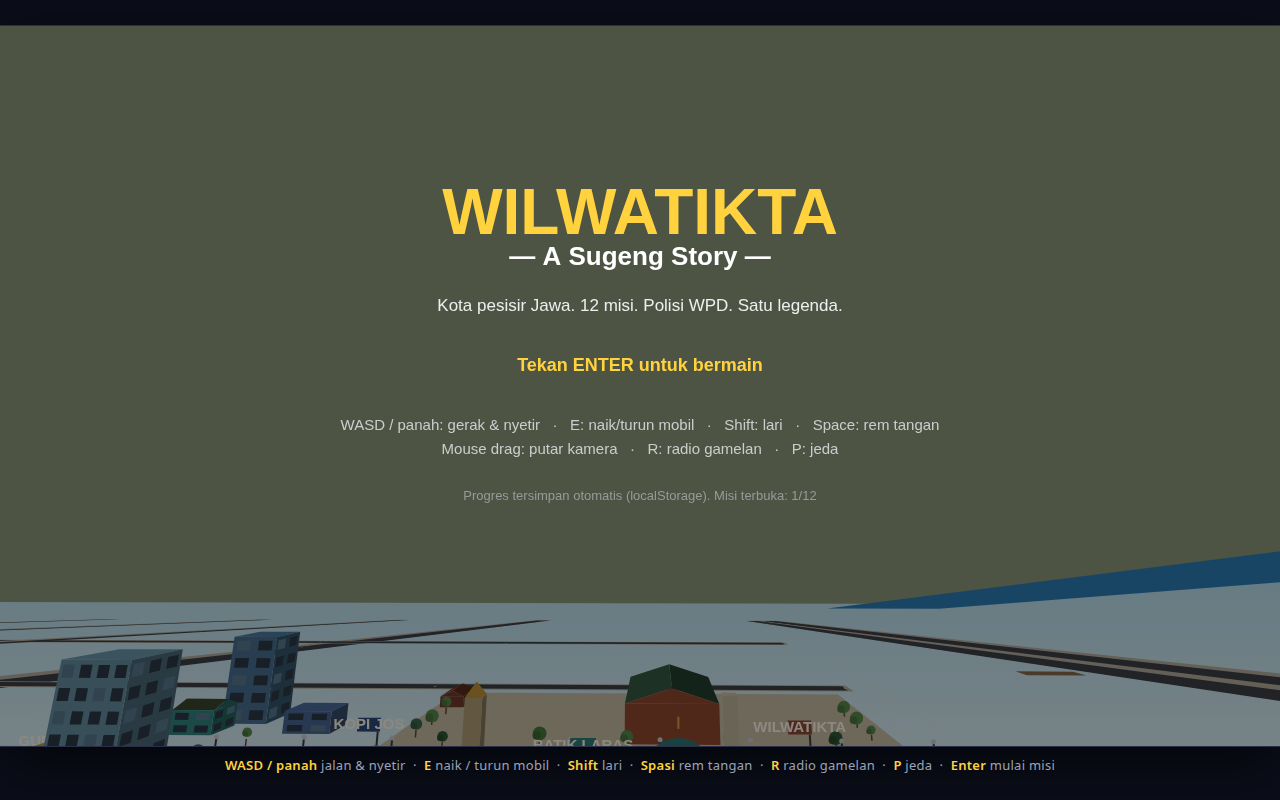 WILWATIKTA
— A Sugeng Story —
Kota pesisir Jawa. 12 misi. Polisi WPD. Satu legenda.
Tekan ENTER untuk bermain
WASD / panah: gerak & nyetir · E: naik/turun mobil · Shift: lari · Space: rem tangan
Mouse drag: putar kamera · R: radio gamelan · P: jeda
Progres tersimpan otomatis (localStorage). Misi terbuka: 1/12
KOPI JOS
WILWATIKTA
BATIK LARAS
WASD / panah jalan & nyetir · E naik / turun mobil · Shift lari · Spasi rem tangan · R radio gamelan · P jeda · Enter mulai misi